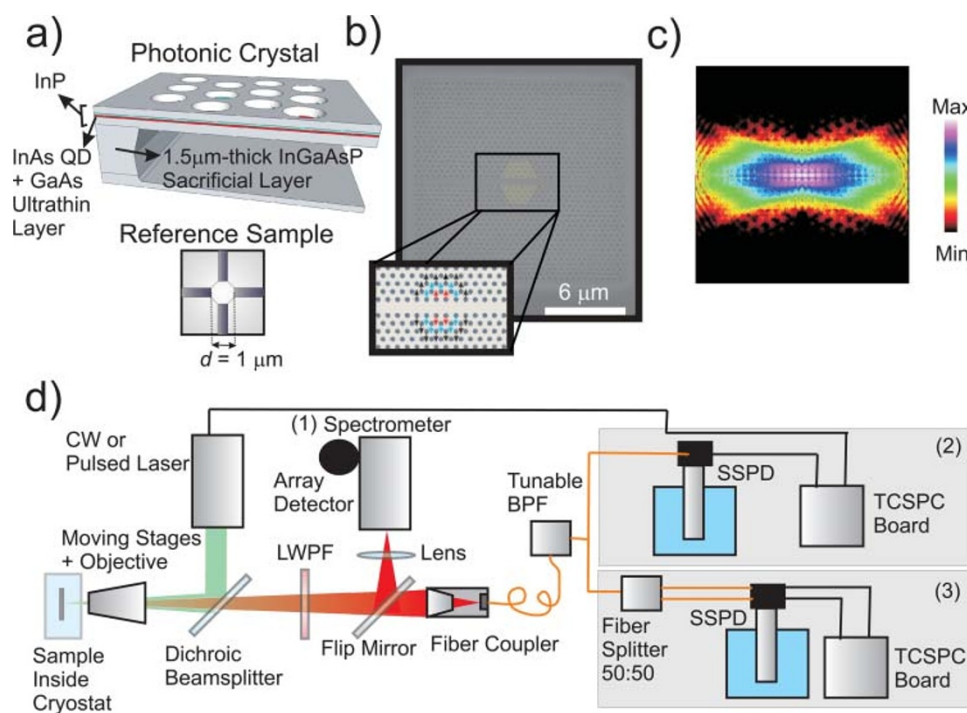 a)
Photonic Crystal
InP
InAs QD
+ GaAs
Ultrathin
Layer
1.5μm-thick InGaAsP
Sacrificial Layer
Reference Sample
d = 1 μm
b)
6 μm
c)
Max
Min
d)
CW or
Pulsed Laser
(1) Spectrometer
Array
Detector
Moving Stages
+ Objective
LWPF
Lens
Tunable
BPF
Sample
Inside
Cryostat
Dichroic
Beamsplitter
Flip Mirror
Fiber Coupler
(2)
SSPD
TCSPC
Board
(3)
Fiber
Splitter
50:50
SSPD
TCSPC
Board